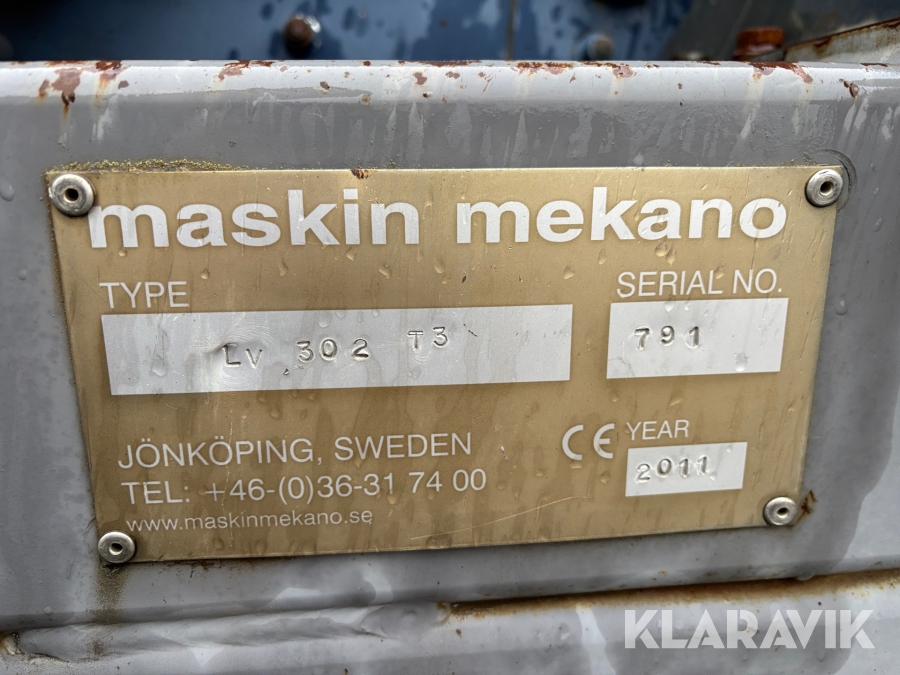 maskin mekano
TYPE
SERIAL NO.
LV 302 T3
791
JÖNKÖPING, SWEDEN
CE YEAR
TEL: +46-(0)36-31 74 00
2011
www.maskinmekano.se
KLARAVIK